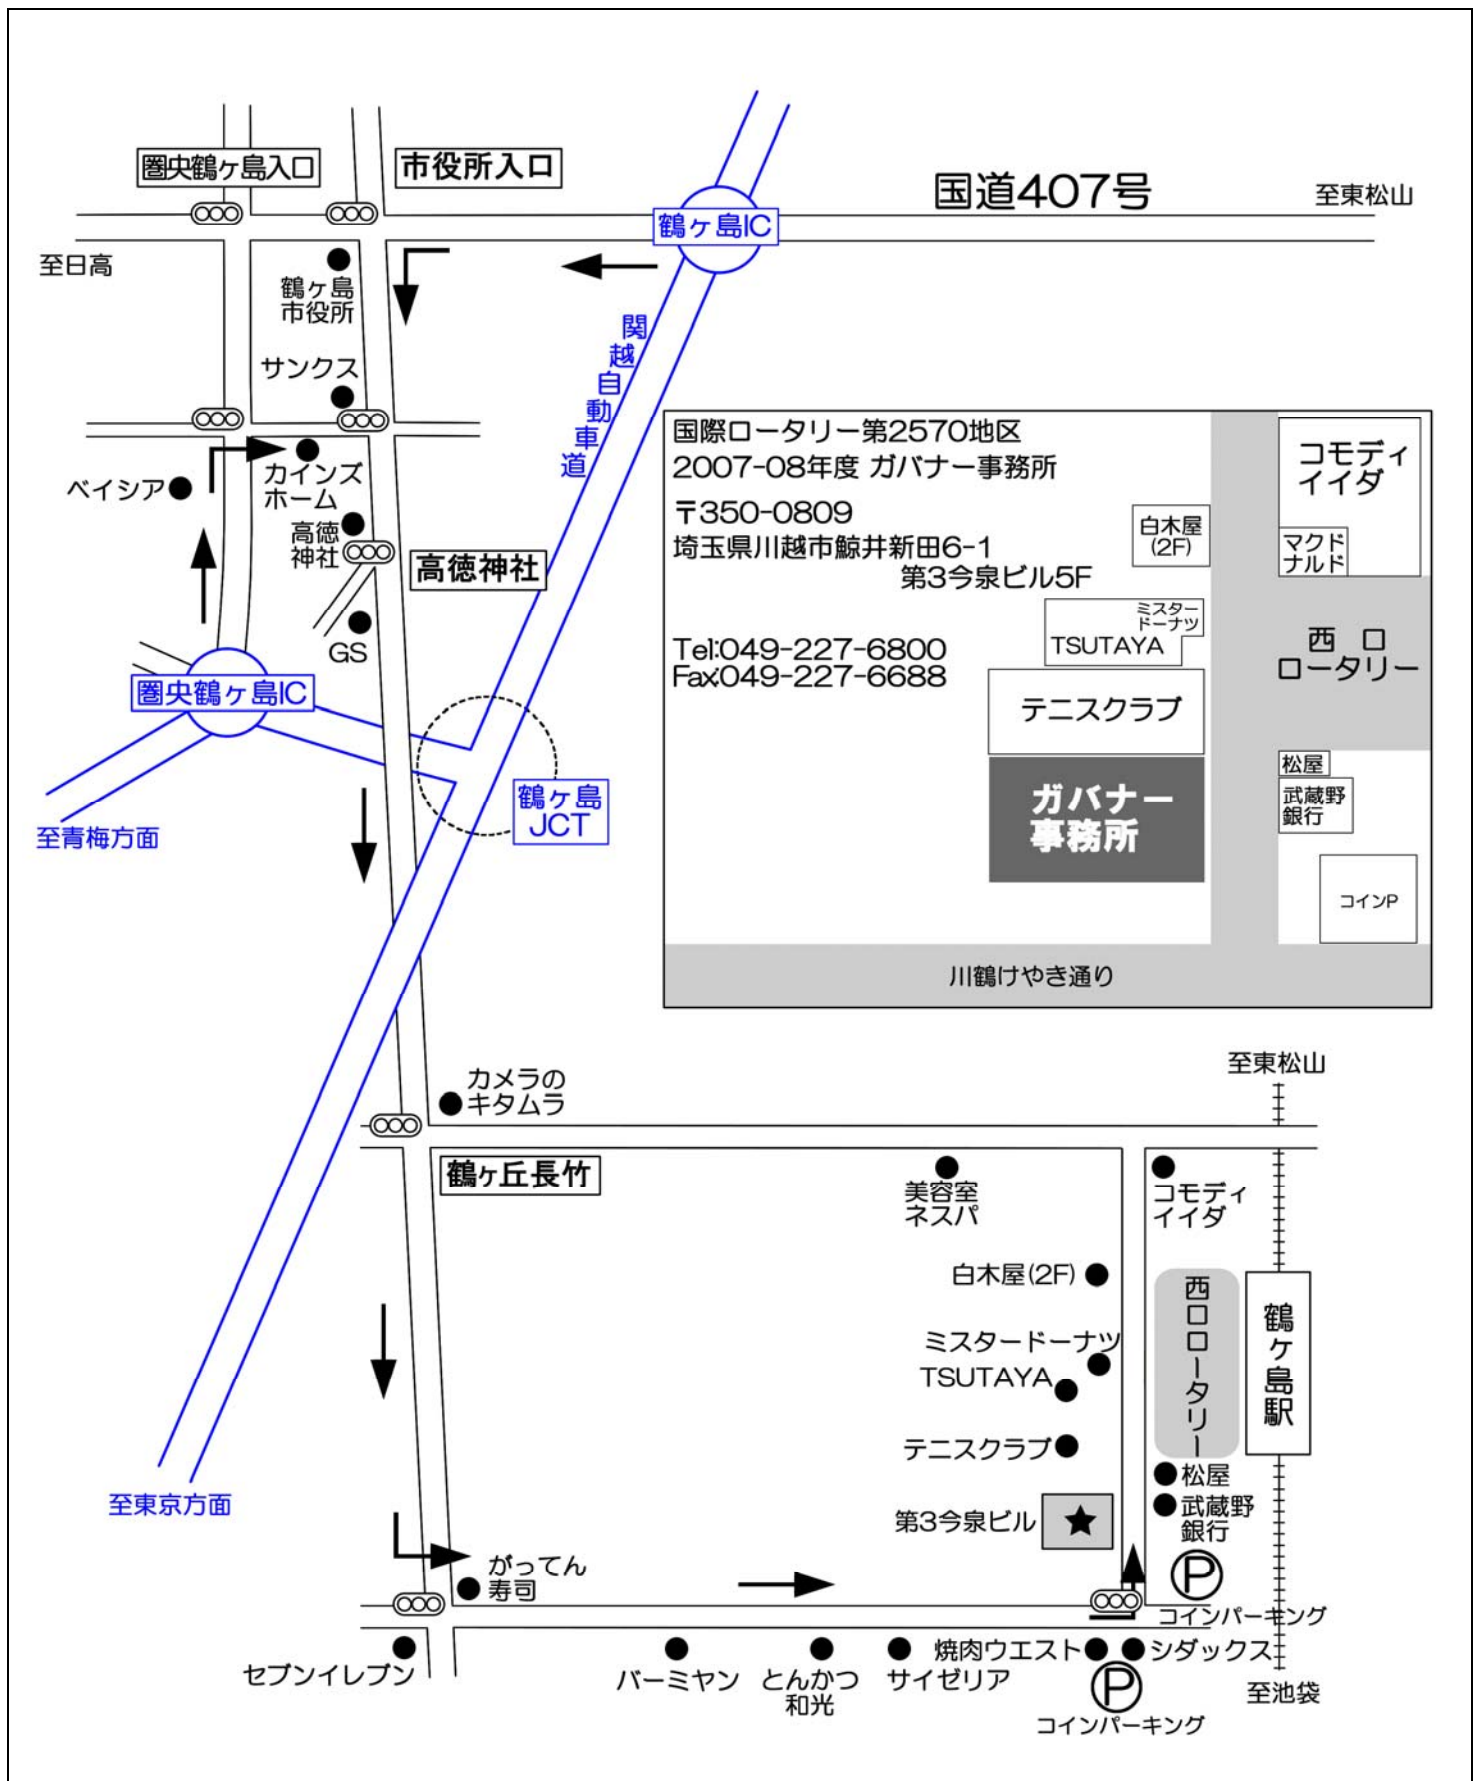 圏央鶴ヶ島入口
市役所入口
国道407号
至東松山
鶴ヶ島IC
至日高
鶴ヶ島
市役所
関越自動車道
サンクス
ベイシア
カインズ
ホーム
高徳
神社
高徳神社
GS
圏央鶴ヶ島IC
至青梅方面
鶴ヶ島
JCT
国際ロータリー第2570地区
2007-08年度 ガバナー事務所
〒350-0809
埼玉県川越市鯨井新田6-1
第3今泉ビル5F
Tel:049-227-6800
Fax:049-227-6688
コモディ
イイダ
マクド
ナルド
白木屋
(2F)
ミスター
ドーナツ
TSUTAYA
西 口
ロータリー
テニスクラブ
ガバナー
事務所
松屋
武蔵野
銀行
コインP
川鶴けやき通り
至東松山
カメラの
キタムラ
鶴ヶ丘長竹
美容室
ネスパ
コモディ
イイダ
白木屋(2F)
西口ロータリー
鶴ヶ島駅
ミスタードーナツ
TSUTAYA
テニスクラブ
松屋
武蔵野
銀行
第3今泉ビル
至東京方面
がってん
寿司
P
コインパーキング
セブンイレブン
バーミヤン
とんかつ
和光
サイゼリア
焼肉ウエスト
シダックス
P
コインパーキング
至池袋